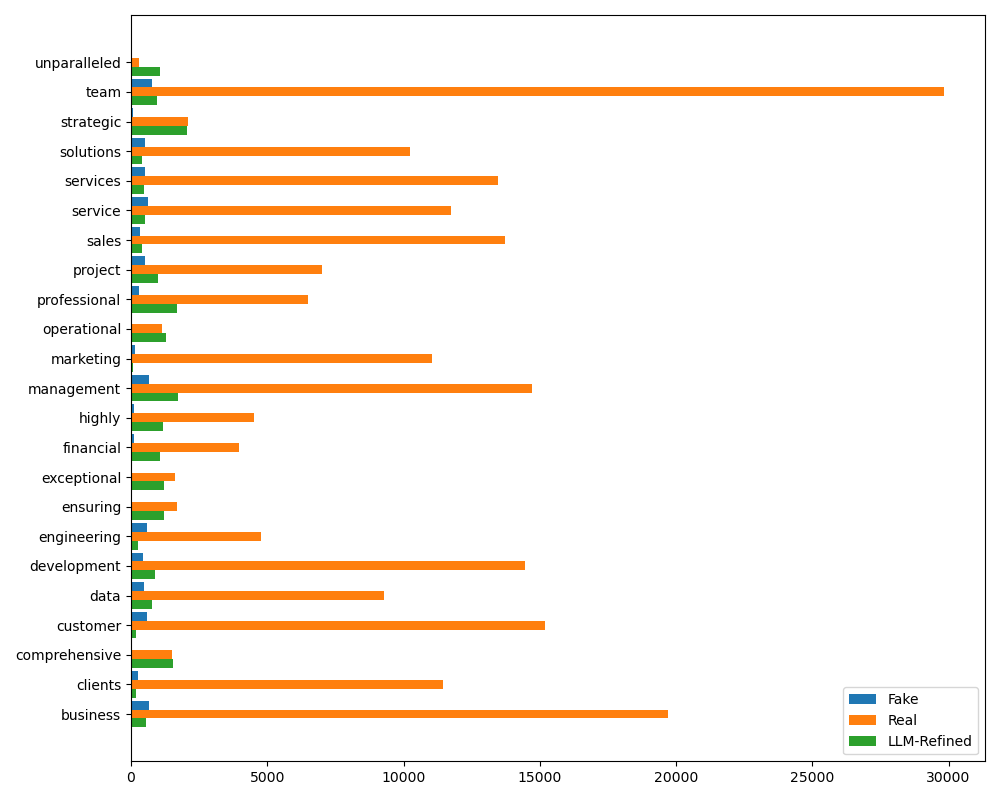 unparalleled
team
strategic
solutions
services
service
sales
project
professional
operational
marketing
management
highly
financial
exceptional
ensuring
engineering
development
data
customer
comprehensive
clients
business
Fake
Real
LLM-Refined
0 5000 10000 15000 20000 25000 30000